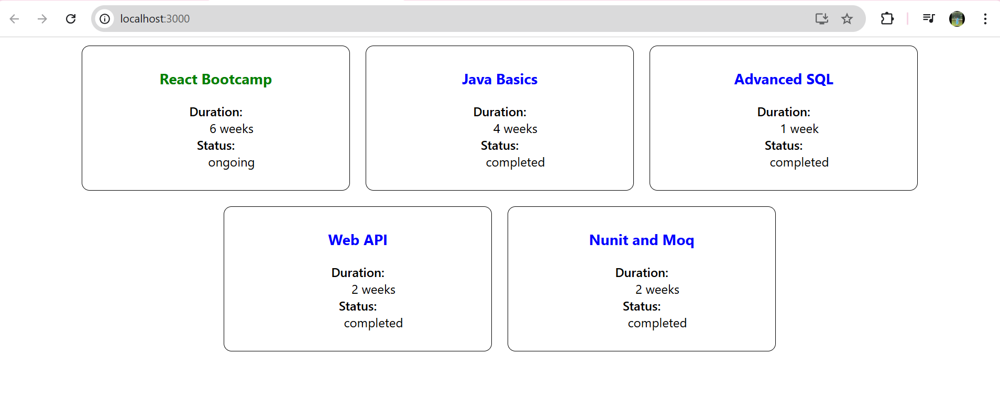 localhost:3000
React Bootcamp
Duration:
6 weeks
Status:
ongoing
Java Basics
Duration:
4 weeks
Status:
completed
Advanced SQL
Duration:
1 week
Status:
completed
Web API
Duration:
2 weeks
Status:
completed
Nunit and Moq
Duration:
2 weeks
Status:
completed